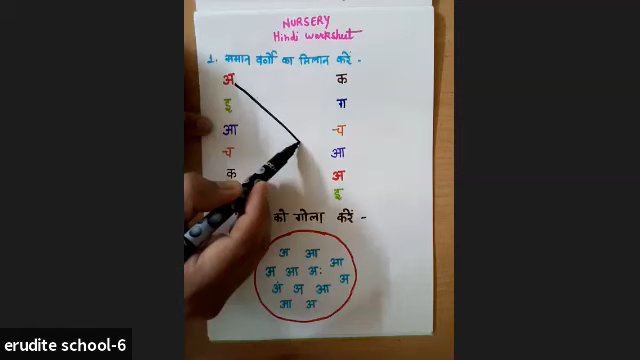 NURSERY
Hindi worksheet
1. समान वर्णो का मिलान करें -
अ क
इ ग
आ च
च आ
क अ
इ
को गोला करें -
अ आ
अ आ अः आ
अं अ आ अ
आ अ
erudite school-6